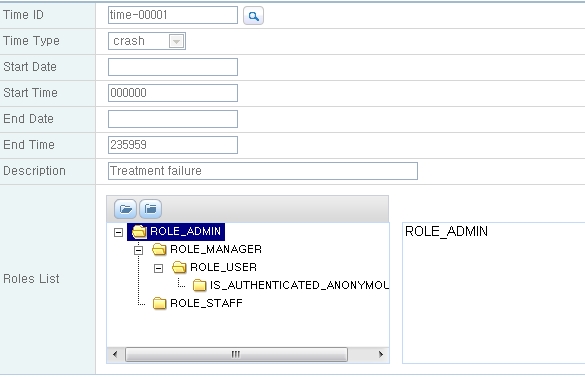 Time ID time-00001
Time Type crash
Start Date
Start Time 000000
End Date
End Time 235959
Description Treatment failure
Roles List
ROLE_ADMIN
ROLE_MANAGER
ROLE_USER
IS_AUTHENTICATED_ANONYMOU
ROLE_STAFF
ROLE_ADMIN